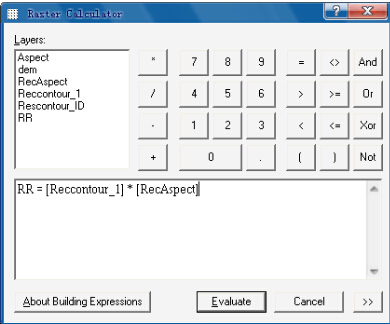 Raster Calculator
Layers:
Aspect
dem
RecAspect
Reccontour_1
Rescontour_ID
RR
* 7 8 9 = <> And
/ 4 5 6 > >= Or
- 1 2 3 < <= Xor
+ 0 . ( ) Not
RR = [Reccontour_1] * [RecAspect]
About Building Expressions Evaluate Cancel >>